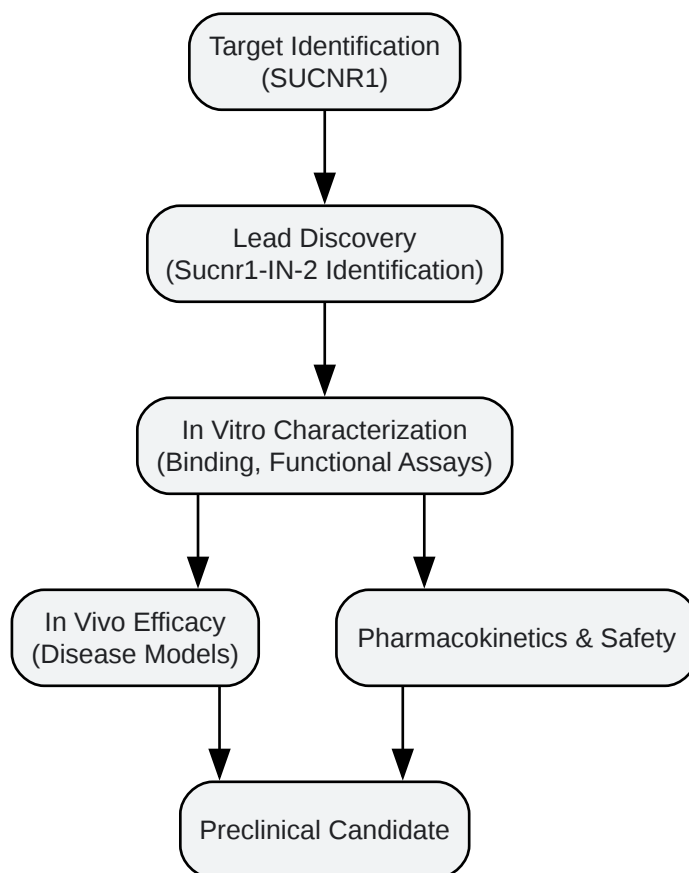 Target Identification
(SUCNR1)
Lead Discovery
(Sucnr1-IN-2 Identification)
In Vitro Characterization
(Binding, Functional Assays)
In Vivo Efficacy
(Disease Models)
Pharmacokinetics & Safety
Preclinical Candidate